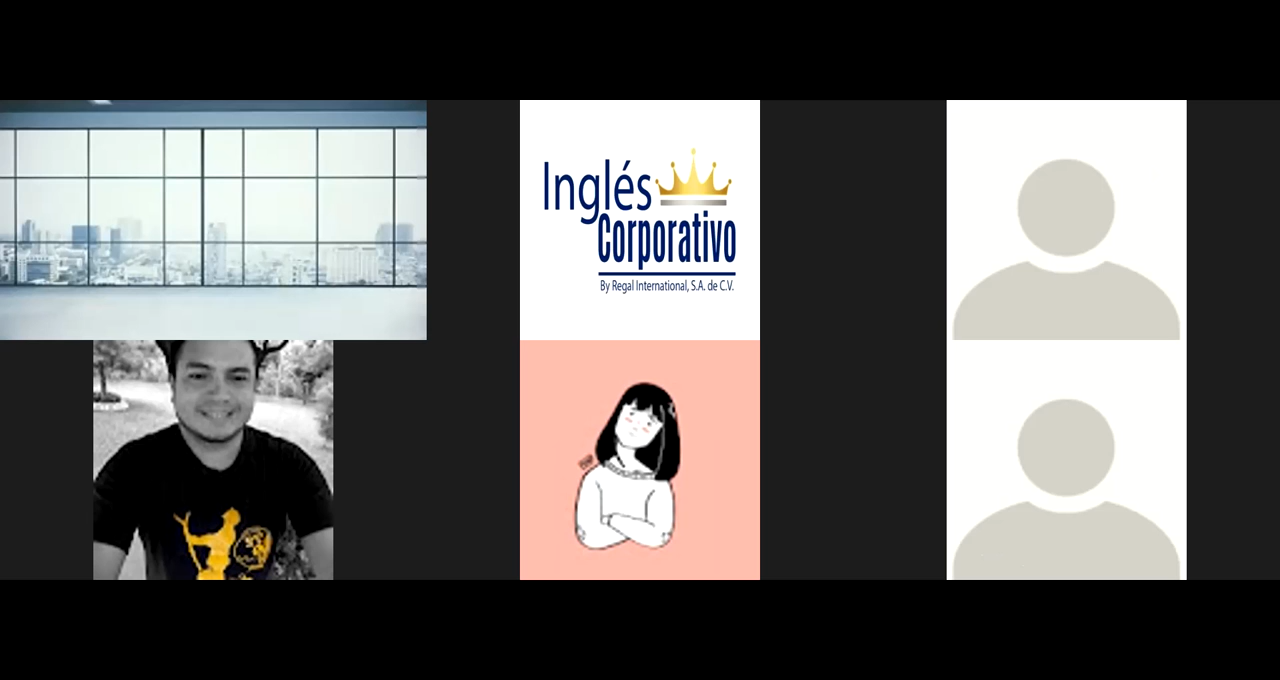 Inglés
Corporativo
By Regal International, S.A. de C.V.